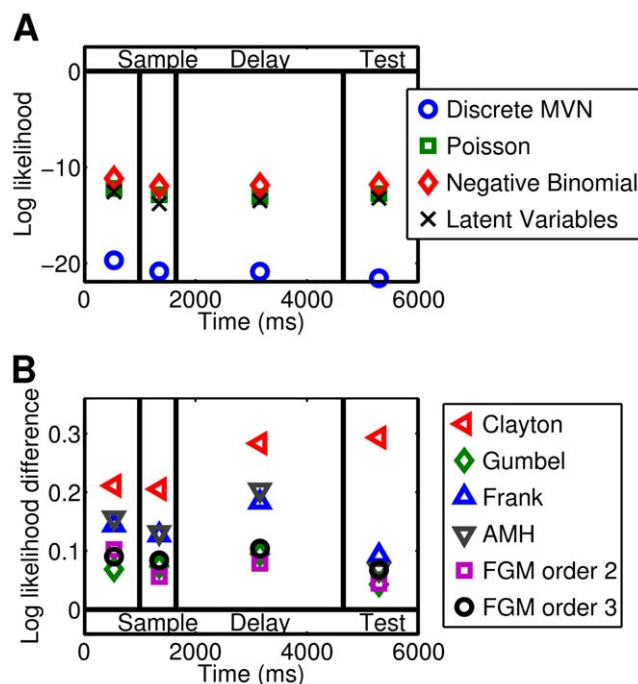 A
Sample Delay Test
Log likelihood
0
−10
−20
0 2000 4000 6000
Time (ms)
Discrete MVN
Poisson
Negative Binomial
Latent Variables
B
Log likelihood difference
0.3
0.2
0.1
0
Sample Delay Test
0 2000 4000 6000
Time (ms)
Clayton
Gumbel
Frank
AMH
FGM order 2
FGM order 3